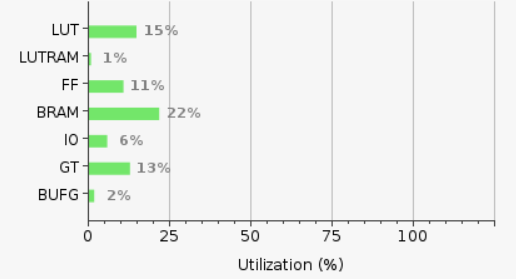 LUT 15%
LUTRAM 1%
FF 11%
BRAM 22%
IO 6%
GT 13%
BUFG 2%
0 25 50 75 100
Utilization (%)